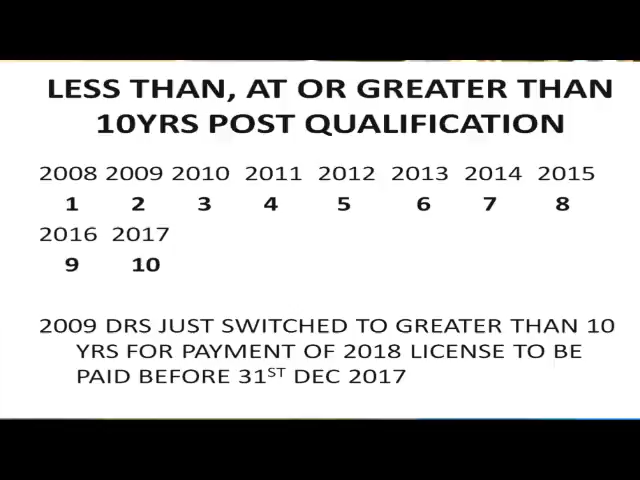 LESS THAN, AT OR GREATER THAN
10YRS POST QUALIFICATION
2008 2009 2010 2011 2012 2013 2014 2015
1 2 3 4 5 6 7 8
2016 2017
9 10
2009 DRS JUST SWITCHED TO GREATER THAN 10
YRS FOR PAYMENT OF 2018 LICENSE TO BE
PAID BEFORE 31ST DEC 2017